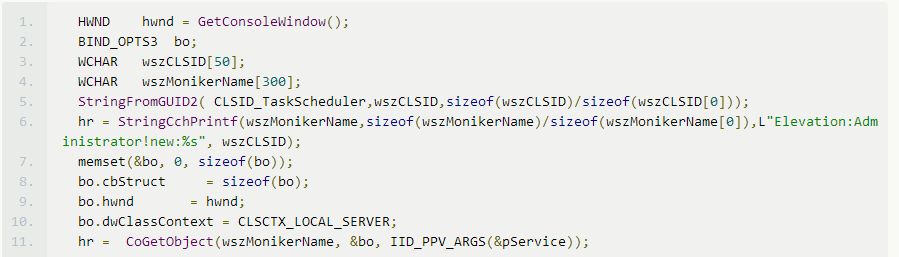 1. HWND    hwnd = GetConsoleWindow();
2. BIND_OPTS3  bo;
3. WCHAR   wszCLSID[50];
4. WCHAR   wszMonikerName[300];
5. StringFromGUID2( CLSID_TaskScheduler,wszCLSID,sizeof(wszCLSID)/sizeof(wszCLSID[0]));
6. hr = StringCchPrintf(wszMonikerName,sizeof(wszMonikerName)/sizeof(wszMonikerName[0]),L"Elevation:Adm
inistrator!new:%s", wszCLSID);
7. memset(&bo, 0, sizeof(bo));
8. bo.cbStruct     = sizeof(bo);
9. bo.hwnd       = hwnd;
10. bo.dwClassContext = CLSCTX_LOCAL_SERVER;
11. hr =  CoGetObject(wszMonikerName, &bo, IID_PPV_ARGS(&pService));